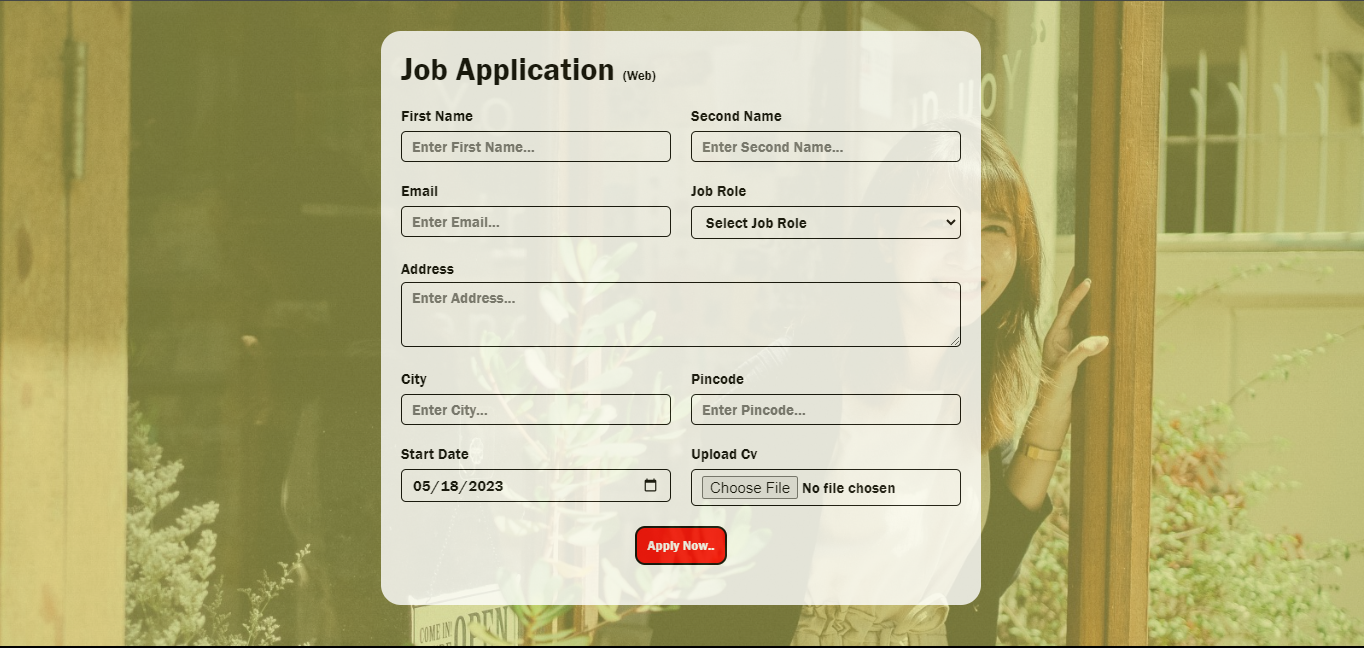 Job Application (Web)
First Name
Second Name
Enter First Name...
Enter Second Name...
Email
Job Role
Enter Email...
Select Job Role
Address
Enter Address...
City
Pincode
Enter City...
Enter Pincode...
Start Date
Upload Cv
05/18/2023
Choose File No file chosen
Apply Now..
COME IN
OPEN